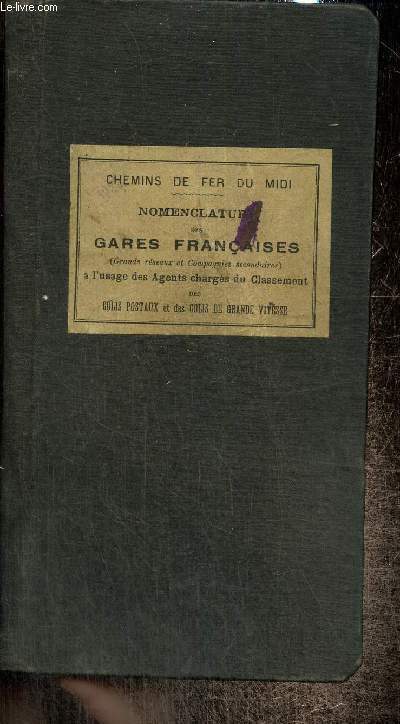 Le-livre.com
CHEMINS DE FER DU MIDI
NOMENCLATURE
DES
GARES FRANÇAISES
(Grands réseaux et Compagnies secondaires)
à l'usage des Agents chargés du Classement
DES
COLIS POSTAUX et des COLIS DE GRANDE VITESSE